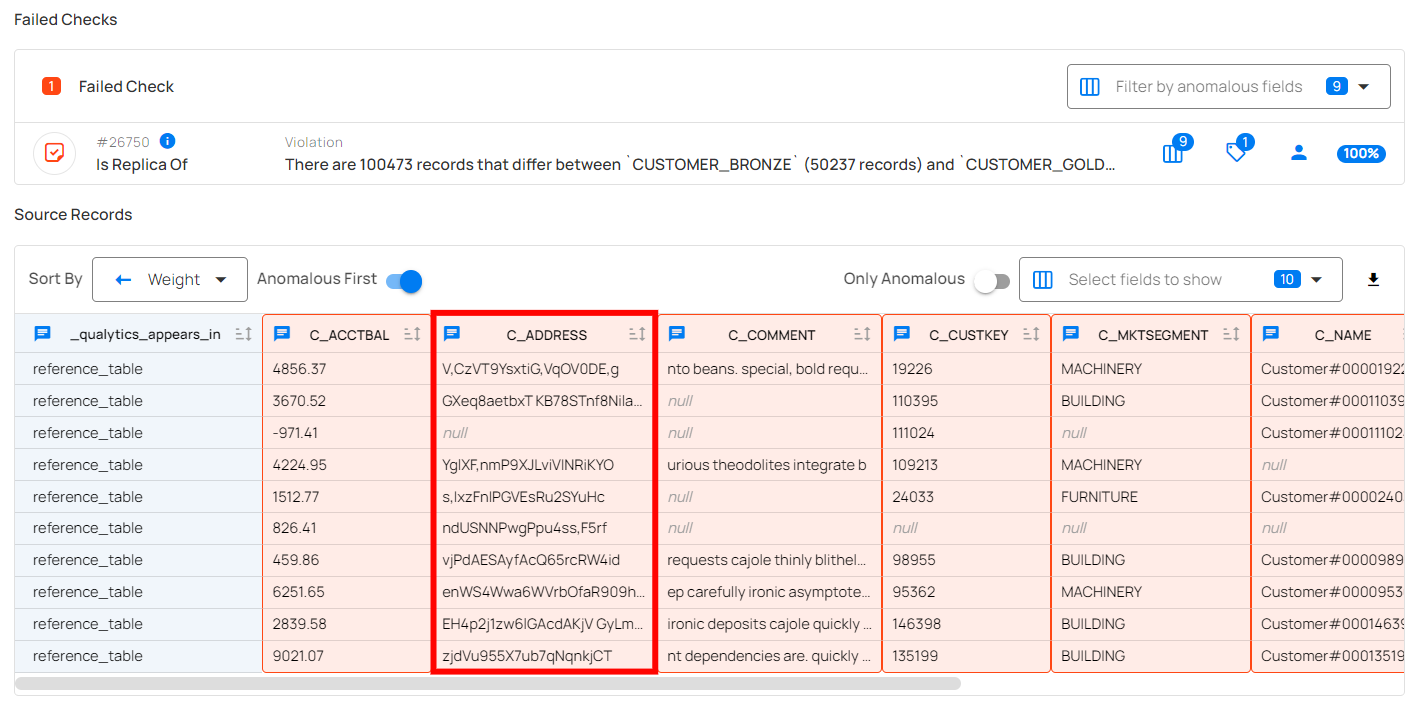 Failed Checks
1 Failed Check Filter by anomalous fields 9
#26750 Violation 9 1
Is Replica Of There are 100473 records that differ between `CUSTOMER_BRONZE` (50237 records) and `CUSTOMER_GOLD... 100%
Source Records
Sort By Weight Anomalous First Only Anomalous Select fields to show 10
_qualytics_appears_in C_ACCTBAL C_ADDRESS C_COMMENT C_CUSTKEY C_MKTSEGMENT C_NAME
reference_table 4856.37 V,CzVT9YsxtiG,VqOV0DE,g nto beans. special, bold requ... 19226 MACHINERY Customer#00001922
reference_table 3670.52 GXeq8aetbxT KB78STnf8Nila... null 110395 BUILDING Customer#00011039
reference_table -971.41 null null 111024 null Customer#00011102
reference_table 4224.95 YglXF,nmP9XJLviVINRiKYO urious theodolites integrate b 109213 MACHINERY null
reference_table 1512.77 s,lxzFnlPGVEsRu2SYuHc null 24033 FURNITURE Customer#0000240
reference_table 826.41 ndUSNNPwgPpu4ss,F5rf null null null null
reference_table 459.86 vjPdAESAyfAcQ65rcRW4id requests cajole thinly blithel... 98955 BUILDING Customer#0000989
reference_table 6251.65 enWS4Wwa6WVrbOfaR909h... ep carefully ironic asymptote... 95362 MACHINERY Customer#0000953
reference_table 2839.58 EH4p2j1zw6lGAcdAKjV GyLm... ironic deposits cajole quickly ... 146398 BUILDING Customer#00014639
reference_table 9021.07 zjdVu955X7ub7qNqnkjCT nt dependencies are. quickly ... 135199 BUILDING Customer#00013519